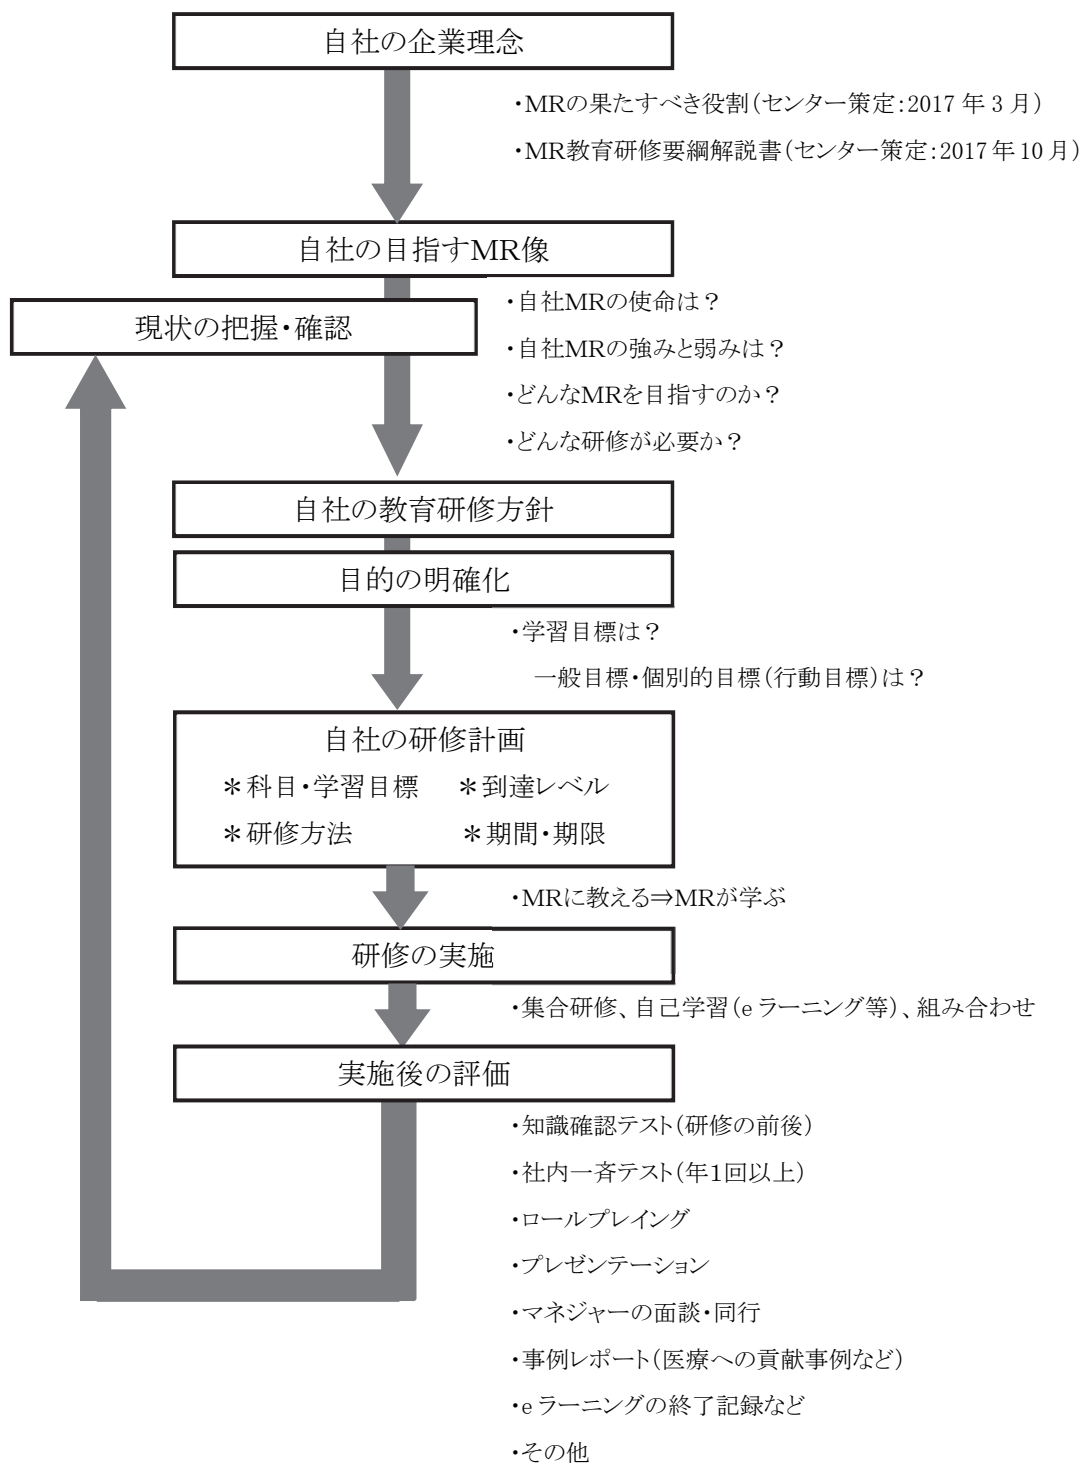 自社の企業理念
・MRの果たすべき役割(センター策定:2017年3月)
・MR教育研修要綱解説書(センター策定:2017年10月)
自社の目指すMR像
現状の把握・確認
・自社MRの使命は?
・自社MRの強みと弱みは?
・どんなMRを目指すのか?
・どんな研修が必要か?
自社の教育研修方針
目的の明確化
・学習目標は?
一般目標・個別的目標(行動目標)は?
自社の研修計画
*科目・学習目標 *到達レベル
*研修方法 *期間・期限
・MRに教える⇒MRが学ぶ
研修の実施
・集合研修、自己学習(eラーニング等)、組み合わせ
実施後の評価
・知識確認テスト(研修の前後)
・社内一斉テスト(年1回以上)
・ロールプレイング
・プレゼンテーション
・マネジャーの面談・同行
・事例レポート(医療への貢献事例など)
・eラーニングの終了記録など
・その他